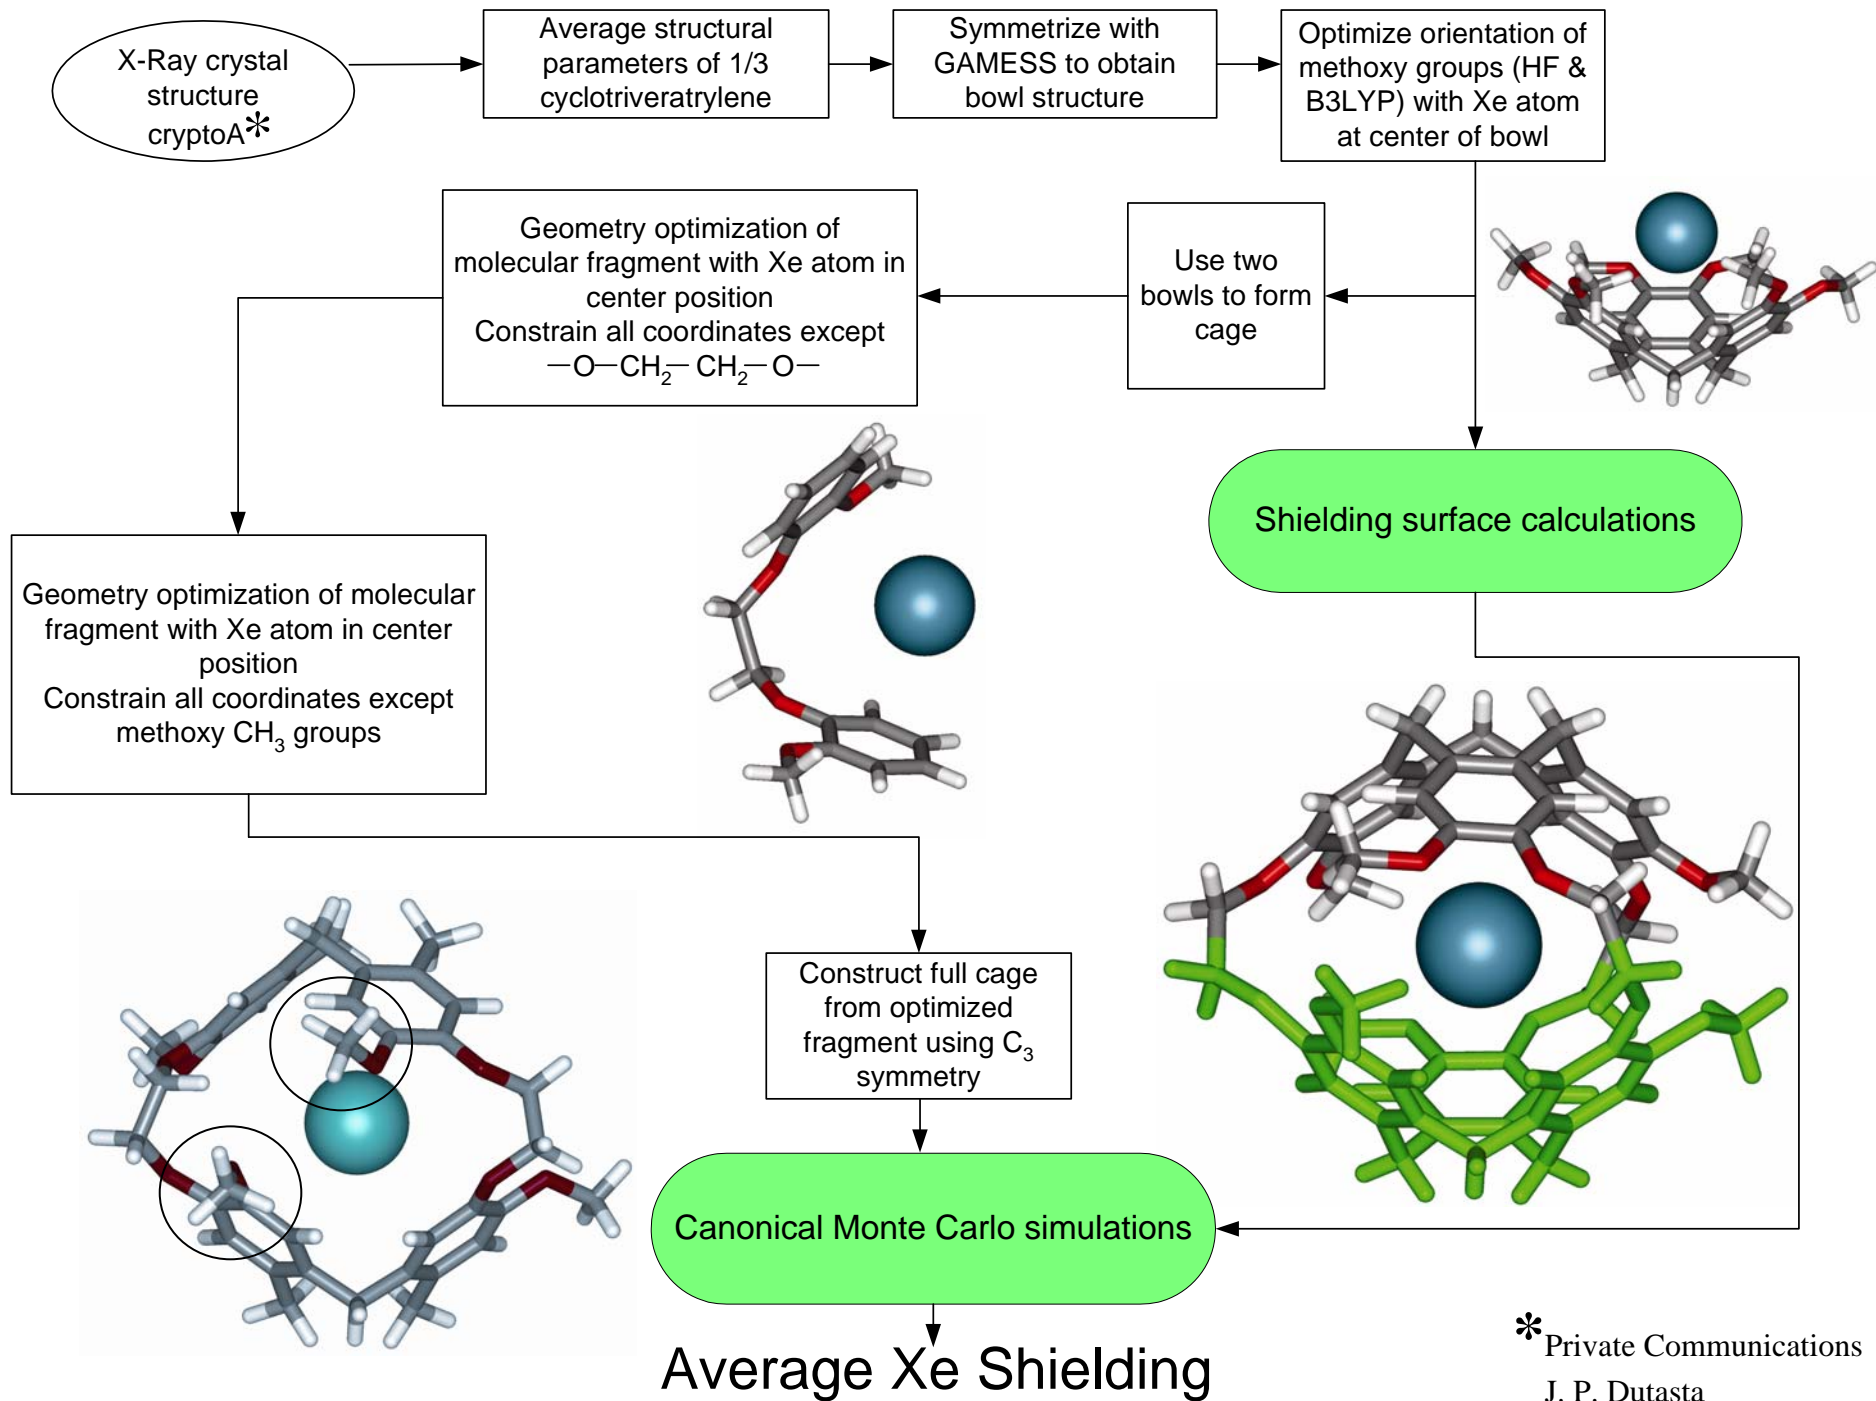 X-Ray crystal
structure
cryptoA*
Average structural
parameters of 1/3
cyclotriveratrylene
Symmetrize with
GAMESS to obtain
bowl structure
Optimize orientation of
methoxy groups (HF &
B3LYP) with Xe atom
at center of bowl
Use two
bowls to form
cage
Geometry optimization of
molecular fragment with Xe atom in
center position
Constrain all coordinates except
—O—CH₂—CH₂—O—
Shielding surface calculations
Geometry optimization of molecular
fragment with Xe atom in center
position
Constrain all coordinates except
methoxy CH₃ groups
Construct full cage
from optimized
fragment using C₃
symmetry
Canonical Monte Carlo simulations
Average Xe Shielding
*Private Communications
J. P. Dutasta